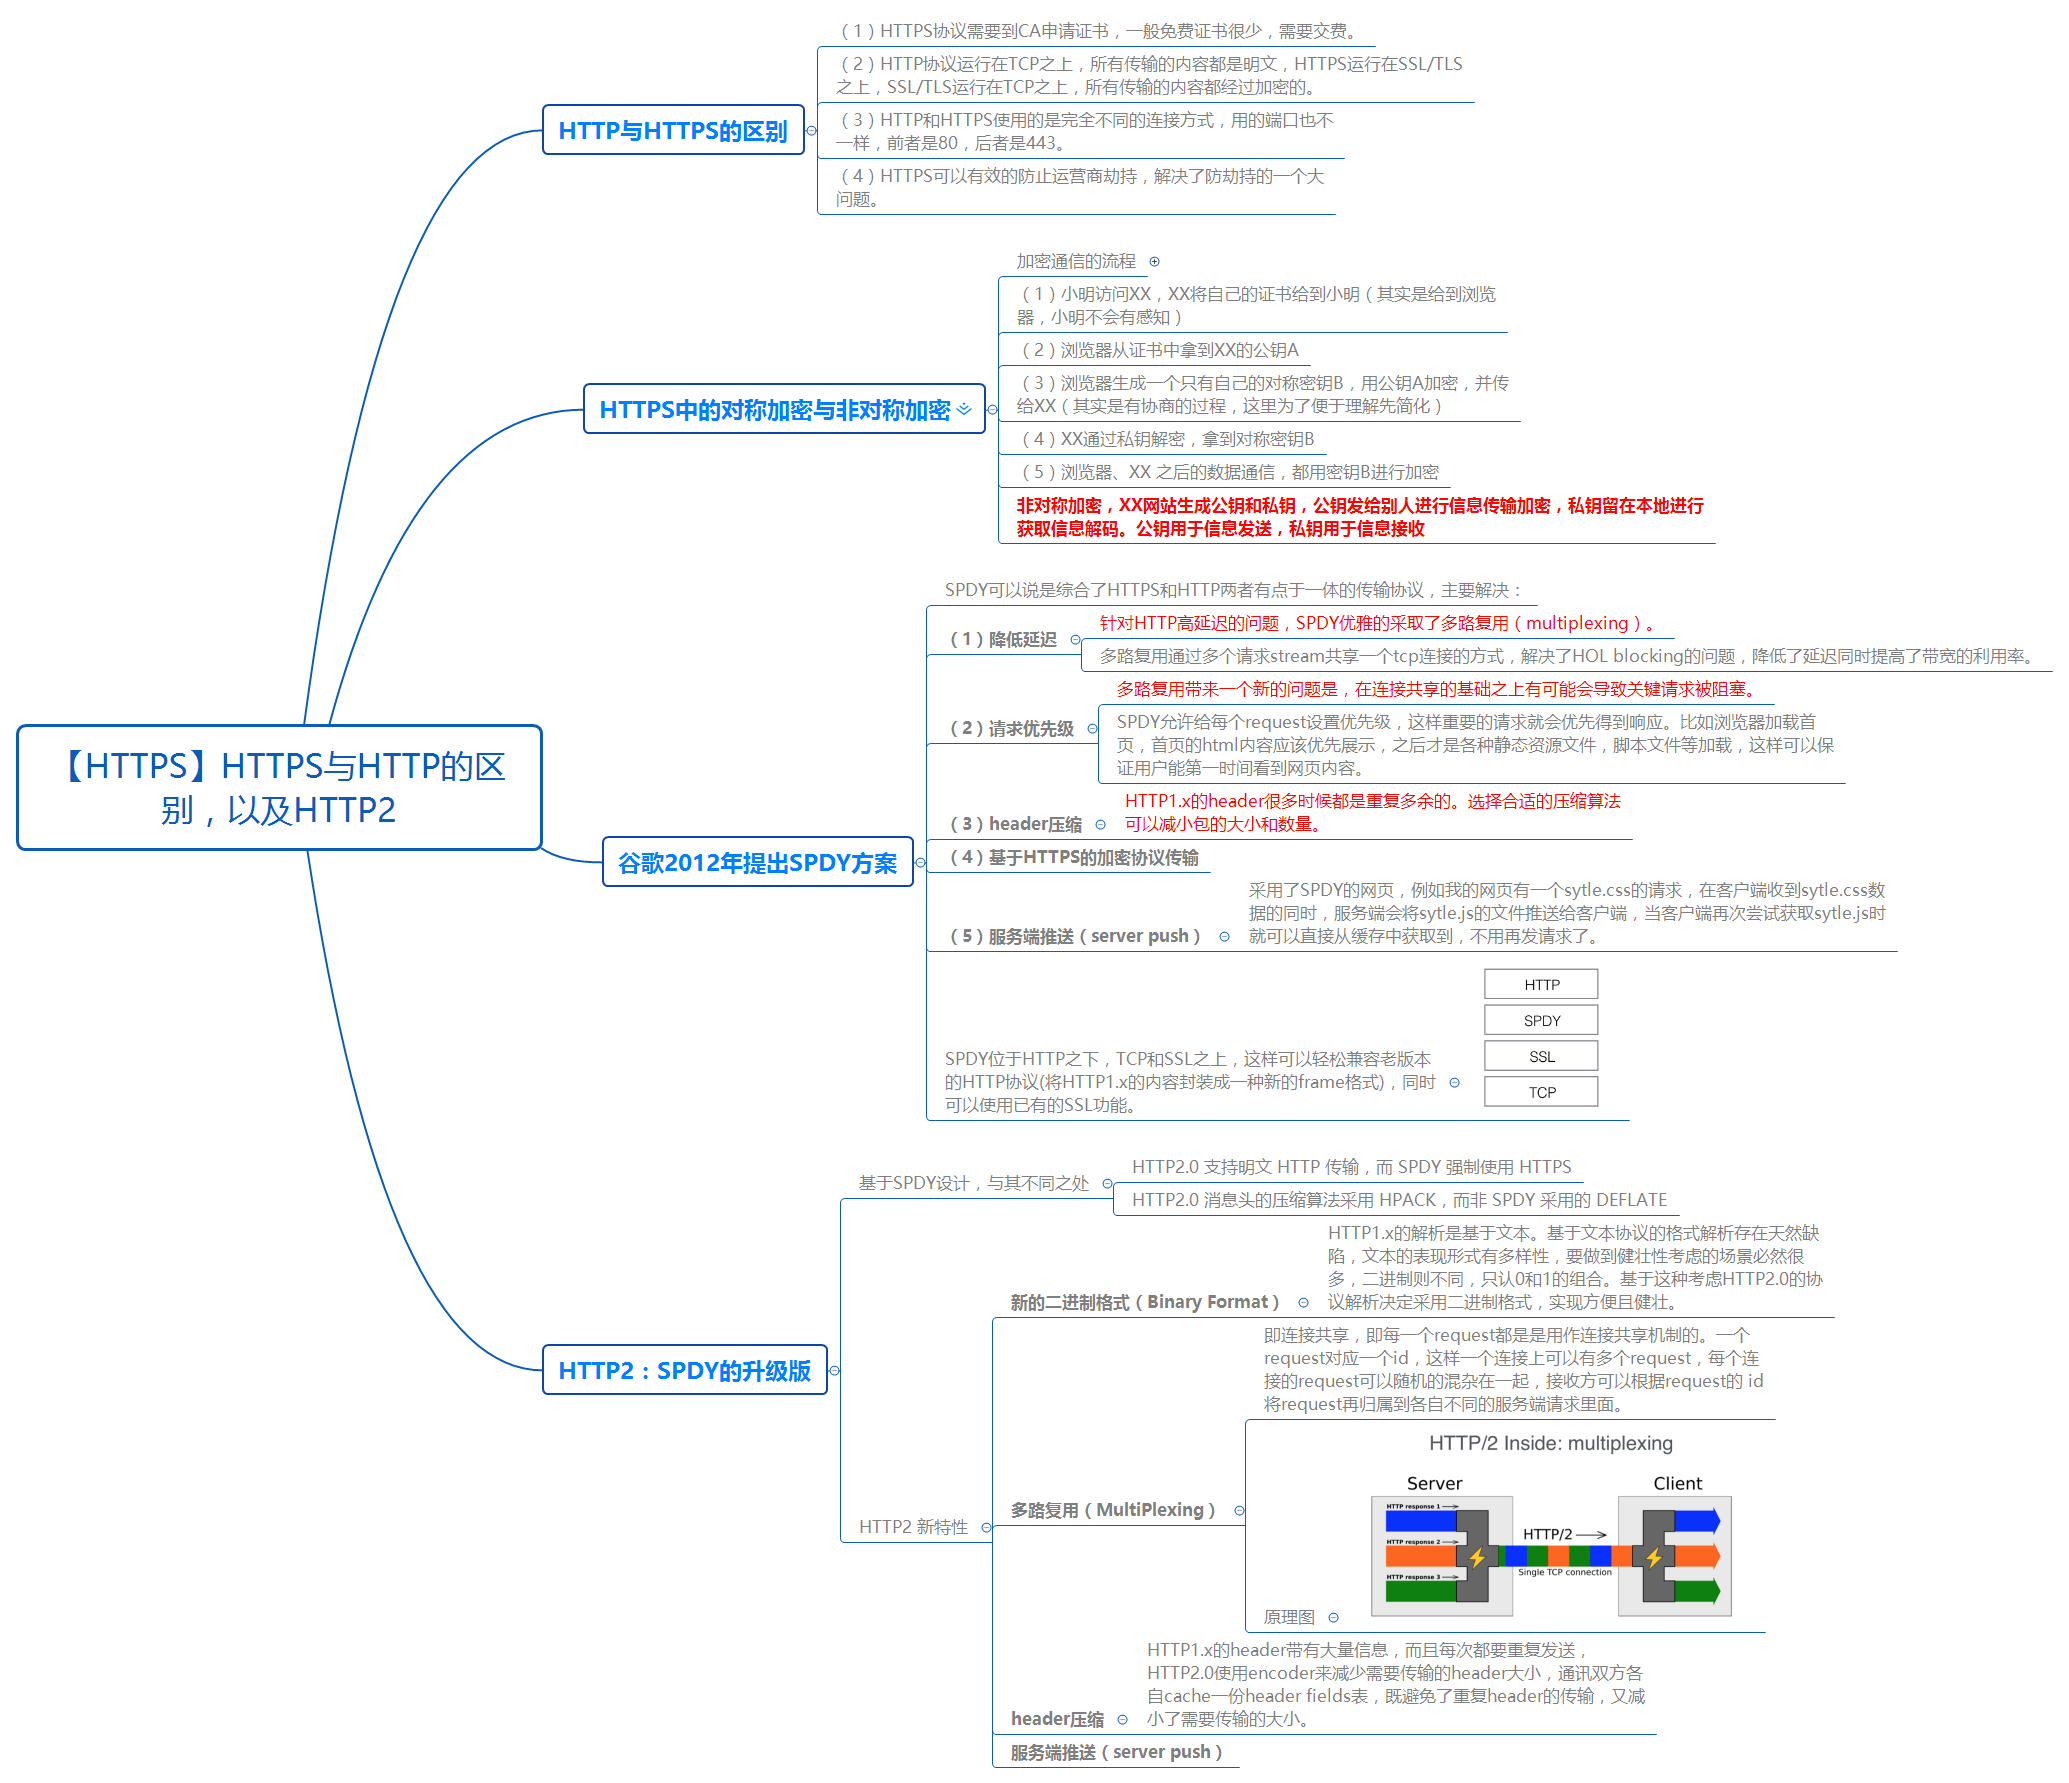 【HTTPS】HTTPS与HTTP的区
别，以及HTTP2
HTTP与HTTPS的区别
（1）HTTPS协议需要到CA申请证书，一般免费证书很少，需要交费。
（2）HTTP协议运行在TCP之上，所有传输的内容都是明文，HTTPS运行在SSL/TLS
之上，SSL/TLS运行在TCP之上，所有传输的内容都经过加密的。
（3）HTTP和HTTPS使用的是完全不同的连接方式，用的端口也不
一样，前者是80，后者是443。
（4）HTTPS可以有效的防止运营商劫持，解决了防劫持的一个大
问题。
HTTPS中的对称加密与非对称加密
加密通信的流程
（1）小明访问XX，XX将自己的证书给到小明（其实是给到浏览
器，小明不会有感知）
（2）浏览器从证书中拿到XX的公钥A
（3）浏览器生成一个只有自己的对称密钥B，用公钥A加密，并传
给XX（其实是有协商的过程，这里为了便于理解先简化）
（4）XX通过私钥解密，拿到对称密钥B
（5）浏览器、XX 之后的数据通信，都用密钥B进行加密
非对称加密，XX网站生成公钥和私钥，公钥发给别人进行信息传输加密，私钥留在本地进行
获取信息解码。公钥用于信息发送，私钥用于信息接收
谷歌2012年提出SPDY方案
SPDY可以说是综合了HTTPS和HTTP两者有点于一体的传输协议，主要解决：
（1）降低延迟
针对HTTP高延迟的问题，SPDY优雅的采取了多路复用（multiplexing）。
多路复用通过多个请求stream共享一个tcp连接的方式，解决了HOL blocking的问题，降低了延迟同时提高了带宽的利用率。
（2）请求优先级
多路复用带来一个新的问题是，在连接共享的基础之上有可能会导致关键请求被阻塞。
SPDY允许给每个request设置优先级，这样重要的请求就会优先得到响应。比如浏览器加载首
页，首页的html内容应该优先展示，之后才是各种静态资源文件，脚本文件等加载，这样可以保
证用户能第一时间看到网页内容。
（3）header压缩
HTTP1.x的header很多时候都是重复多余的。选择合适的压缩算法
可以减小包的大小和数量。
（4）基于HTTPS的加密协议传输
（5）服务端推送（server push）
采用了SPDY的网页，例如我的网页有一个sytle.css的请求，在客户端收到sytle.css数
据的同时，服务端会将sytle.js的文件推送给客户端，当客户端再次尝试获取sytle.js时
就可以直接从缓存中获取到，不用再发请求了。
SPDY位于HTTP之下，TCP和SSL之上，这样可以轻松兼容老版本
的HTTP协议(将HTTP1.x的内容封装成一种新的frame格式)，同时
可以使用已有的SSL功能。
HTTP
SPDY
SSL
TCP
HTTP2：SPDY的升级版
基于SPDY设计，与其不同之处
HTTP2.0 支持明文 HTTP 传输，而 SPDY 强制使用 HTTPS
HTTP2.0 消息头的压缩算法采用 HPACK，而非 SPDY 采用的 DEFLATE
HTTP2 新特性
新的二进制格式（Binary Format）
HTTP1.x的解析是基于文本。基于文本协议的格式解析存在天然缺
陷，文本的表现形式有多样性，要做到健壮性考虑的场景必然很
多，二进制则不同，只认0和1的组合。基于这种考虑HTTP2.0的协
议解析决定采用二进制格式，实现方便且健壮。
多路复用（MultiPlexing）
即连接共享，即每一个request都是是用作连接共享机制的。一个
request对应一个id，这样一个连接上可以有多个request，每个连
接的request可以随机的混杂在一起，接收方可以根据request的 id
将request再归属到各自不同的服务端请求里面。
原理图
HTTP/2 Inside: multiplexing
Server
Client
HTTP response 1
HTTP response 2
HTTP response 3
HTTP/2
Single TCP connection
header压缩
HTTP1.x的header带有大量信息，而且每次都要重复发送，
HTTP2.0使用encoder来减少需要传输的header大小，通讯双方各
自cache一份header fields表，既避免了重复header的传输，又减
小了需要传输的大小。
服务端推送（server push）